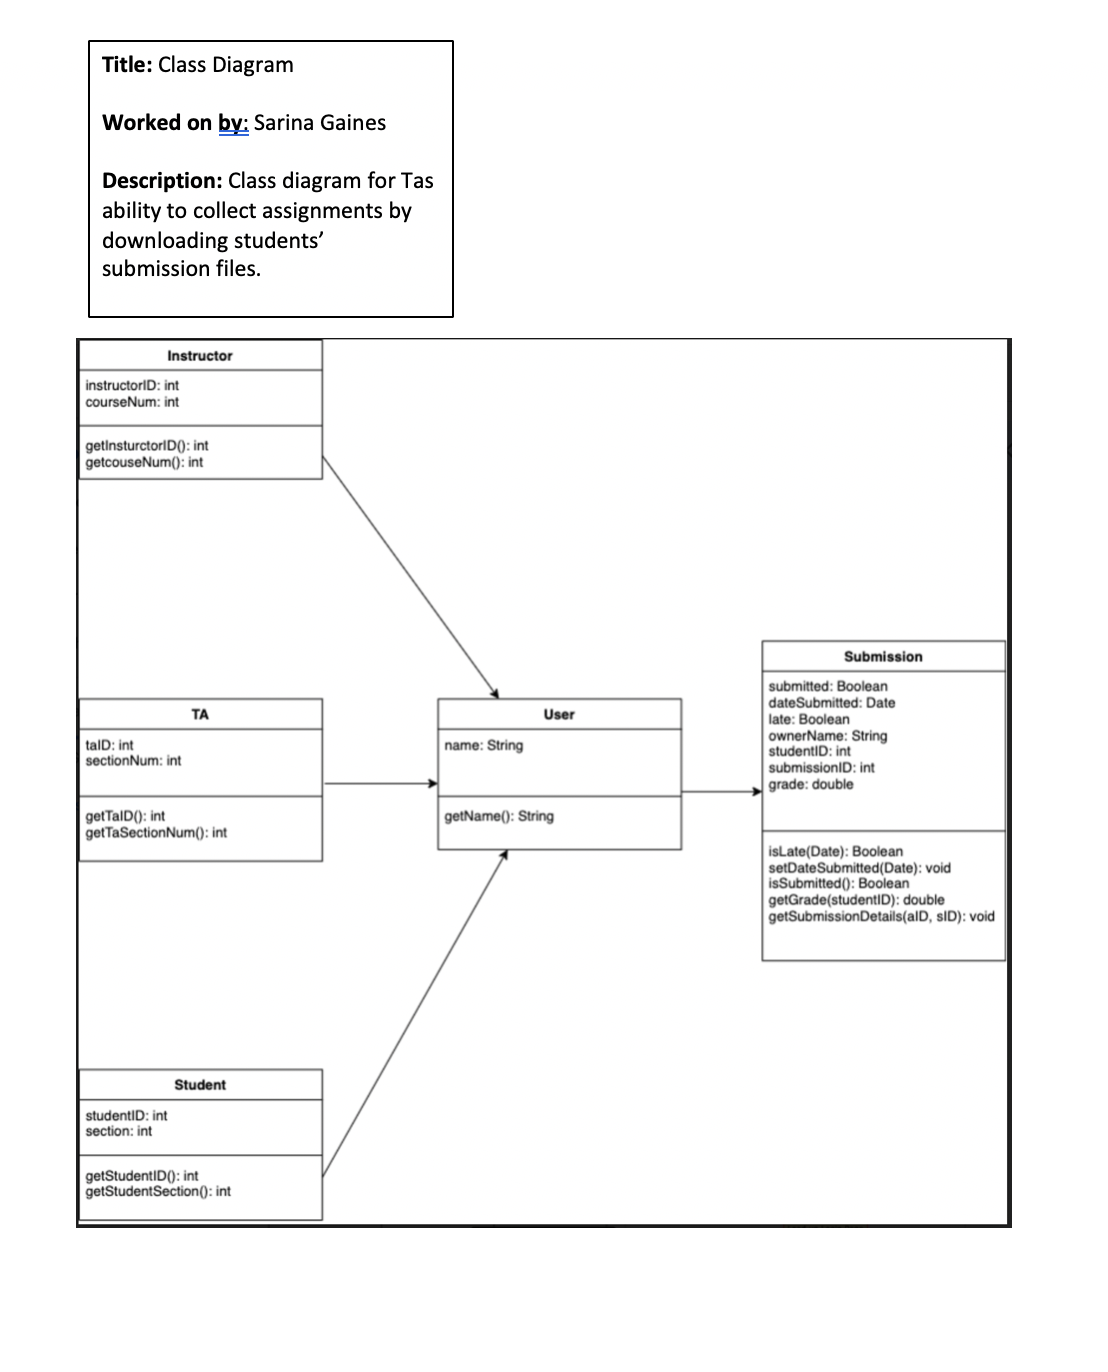 Title: Class Diagram
Worked on by: Sarina Gaines
Description: Class diagram for Tas
ability to collect assignments by
downloading students’
submission files.
Instructor
instructorID: int
courseNum: int
getInsturctorID(): int
getcouseNum(): int
TA
taID: int
sectionNum: int
getTaID(): int
getTaSectionNum(): int
User
name: String
getName(): String
Submission
submitted: Boolean
dateSubmitted: Date
late: Boolean
ownerName: String
studentID: int
submissionID: int
grade: double
isLate(Date): Boolean
setDateSubmitted(Date): void
isSubmitted(): Boolean
getGrade(studentID): double
getSubmissionDetails(aID, sID): void
Student
studentID: int
section: int
getStudentID(): int
getStudentSection(): int